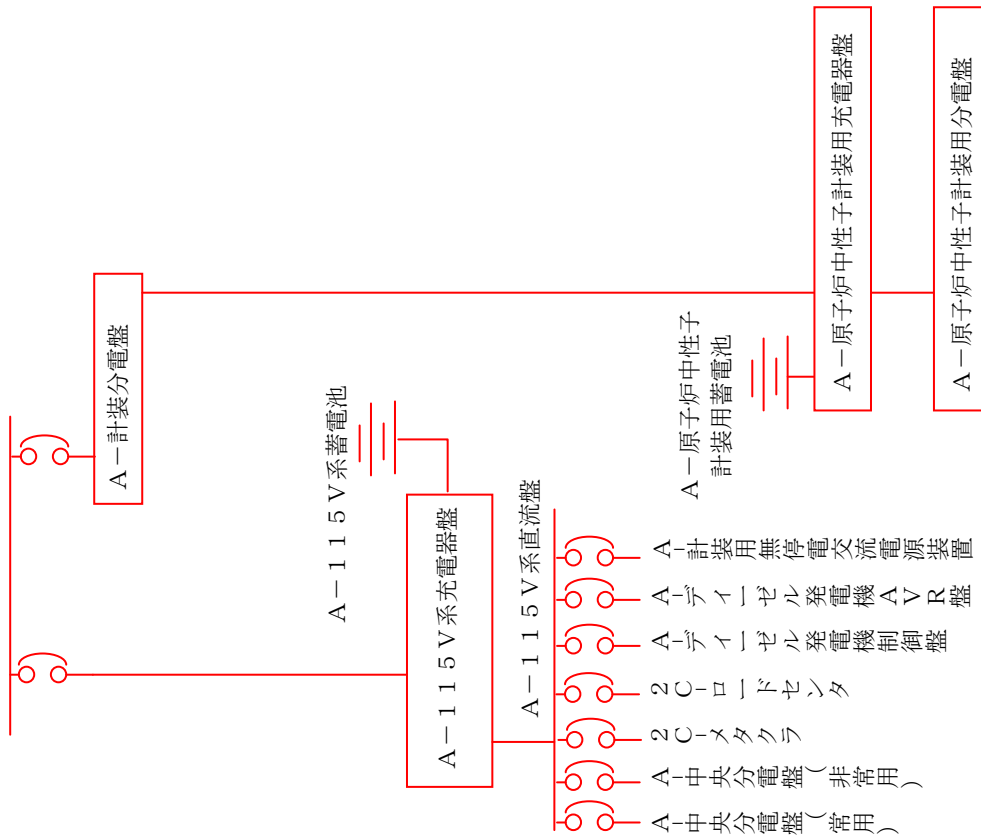 A－計装分電盤
A－１１５V系蓄電池
A－１１５V系充電器盤
A－１１５V系直流盤
A－原子炉中性子
計装用蓄電池
A－原子炉中性子計装用充電器盤
A－原子炉中性子計装用分電盤
A-中央分電盤(常用)
A-中央分電盤(非常用)
２C-メタクラ
２C-ロードセンタ
A-ディーゼル発電機制御盤
A-ディーゼル発電機AVR盤
A-計装用無停電交流電源装置